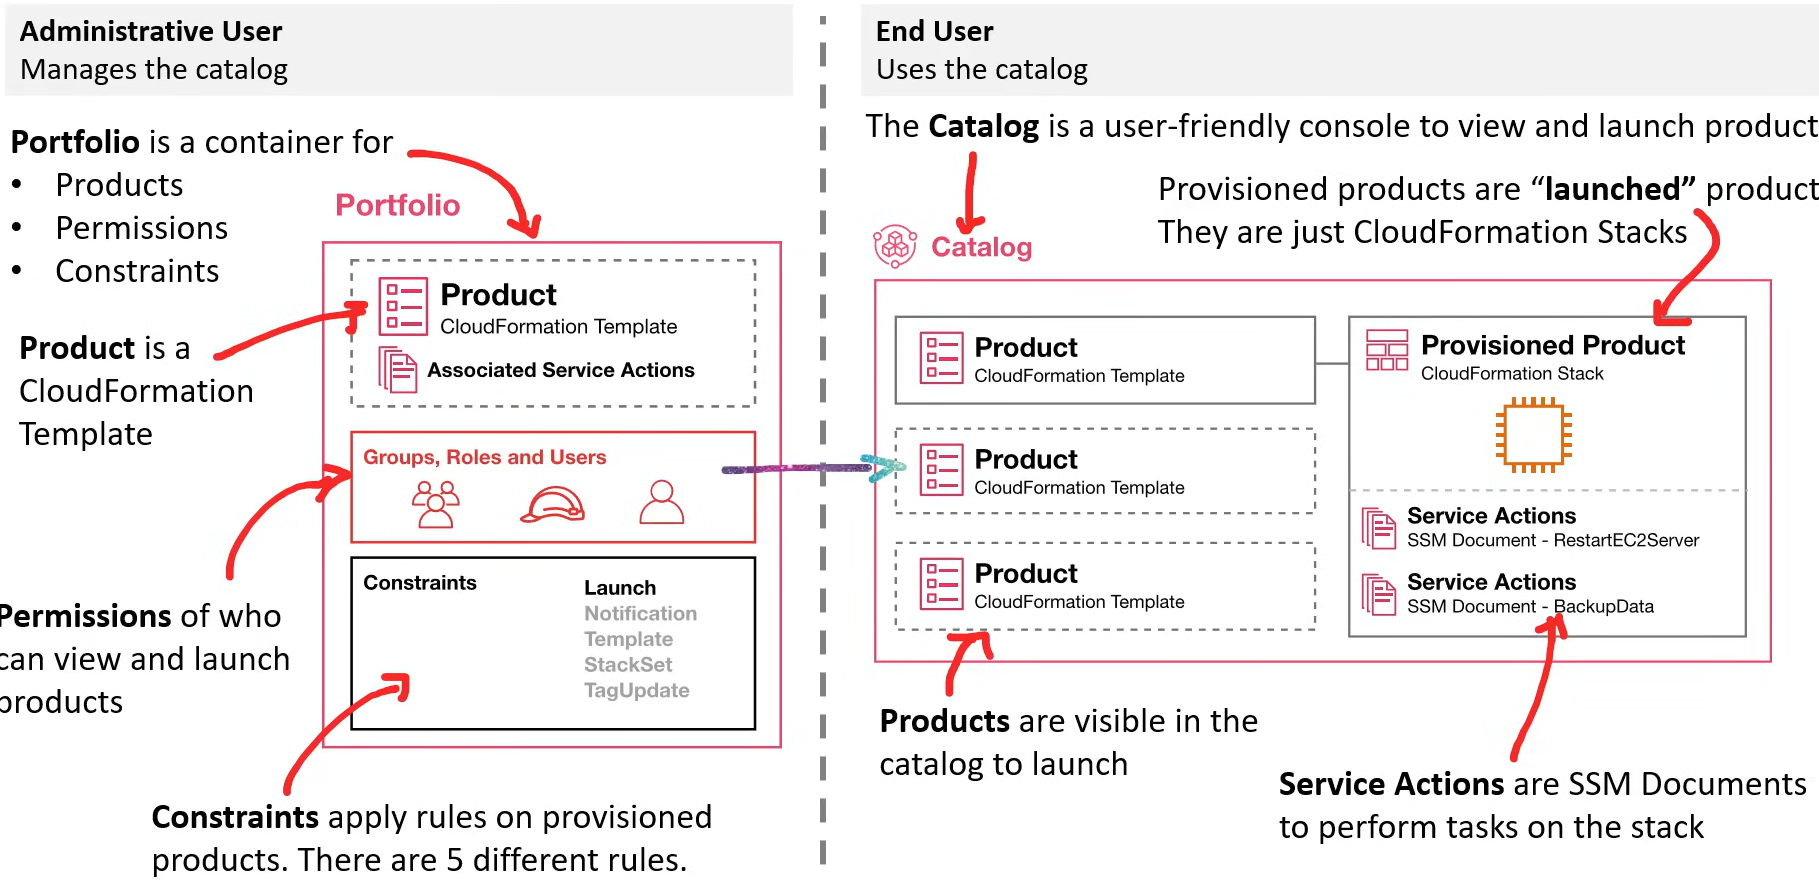 Administrative User
Manages the catalog
Portfolio is a container for
• Products
• Permissions
• Constraints
Portfolio
Product
CloudFormation Template
Associated Service Actions
Product is a
CloudFormation
Template
Groups, Roles and Users
Permissions of who
can view and launch
products
Constraints
Launch
Notification
Template
StackSet
TagUpdate
Constraints apply rules on provisioned
products. There are 5 different rules.
End User
Uses the catalog
The Catalog is a user-friendly console to view and launch product
Provisioned products are “launched” product
They are just CloudFormation Stacks
Catalog
Product
CloudFormation Template
Product
CloudFormation Template
Product
CloudFormation Template
Provisioned Product
CloudFormation Stack
Service Actions
SSM Document - RestartEC2Server
Service Actions
SSM Document - BackupData
Products are visible in the
catalog to launch
Service Actions are SSM Documents
to perform tasks on the stack